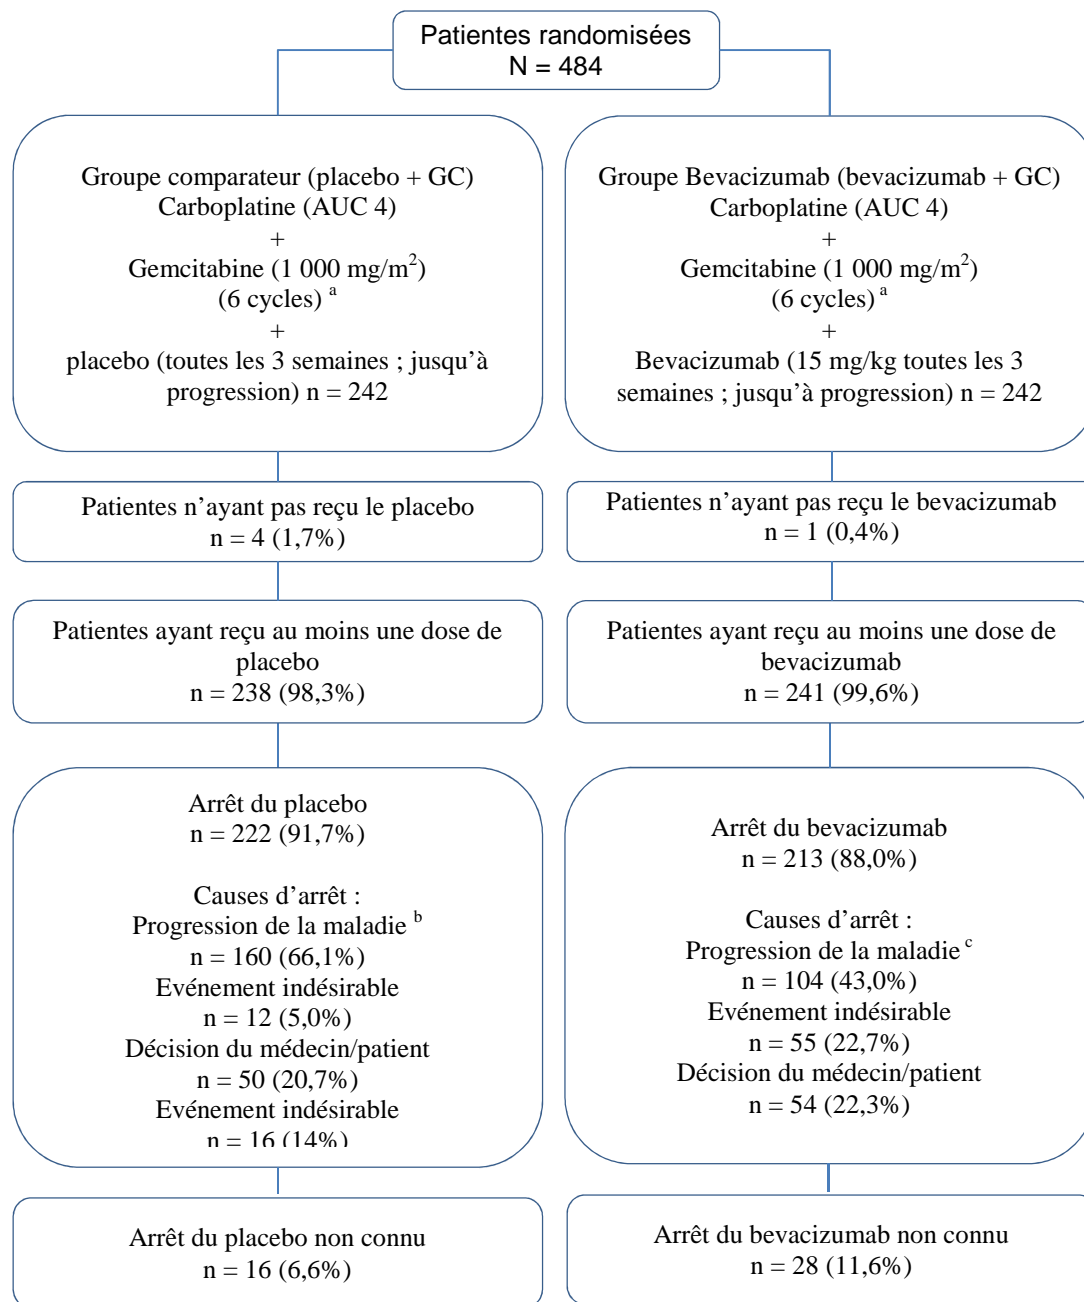 Patientes randomisées
N = 484
Groupe comparateur (placebo + GC)
Carboplatine (AUC 4)
+
Gemcitabine (1 000 mg/m2)
(6 cycles) a
+
placebo (toutes les 3 semaines ; jusqu’à
progression) n = 242
Groupe Bevacizumab (bevacizumab + GC)
Carboplatine (AUC 4)
+
Gemcitabine (1 000 mg/m2)
(6 cycles) a
+
Bevacizumab (15 mg/kg toutes les 3
semaines ; jusqu’à progression) n = 242
Patientes n’ayant pas reçu le placebo
n = 4 (1,7%)
Patientes n’ayant pas reçu le bevacizumab
n = 1 (0,4%)
Patientes ayant reçu au moins une dose de
placebo
n = 238 (98,3%)
Patientes ayant reçu au moins une dose de
bevacizumab
n = 241 (99,6%)
Arrêt du placebo
n = 222 (91,7%)
Causes d’arrêt :
Progression de la maladie b
n = 160 (66,1%)
Evénement indésirable
n = 12 (5,0%)
Décision du médecin/patient
n = 50 (20,7%)
Evénement indésirable
n = 16 (14%)
Arrêt du bevacizumab
n = 213 (88,0%)
Causes d’arrêt :
Progression de la maladie c
n = 104 (43,0%)
Evénement indésirable
n = 55 (22,7%)
Décision du médecin/patient
n = 54 (22,3%)
Arrêt du placebo non connu
n = 16 (6,6%)
Arrêt du bevacizumab non connu
n = 28 (11,6%)